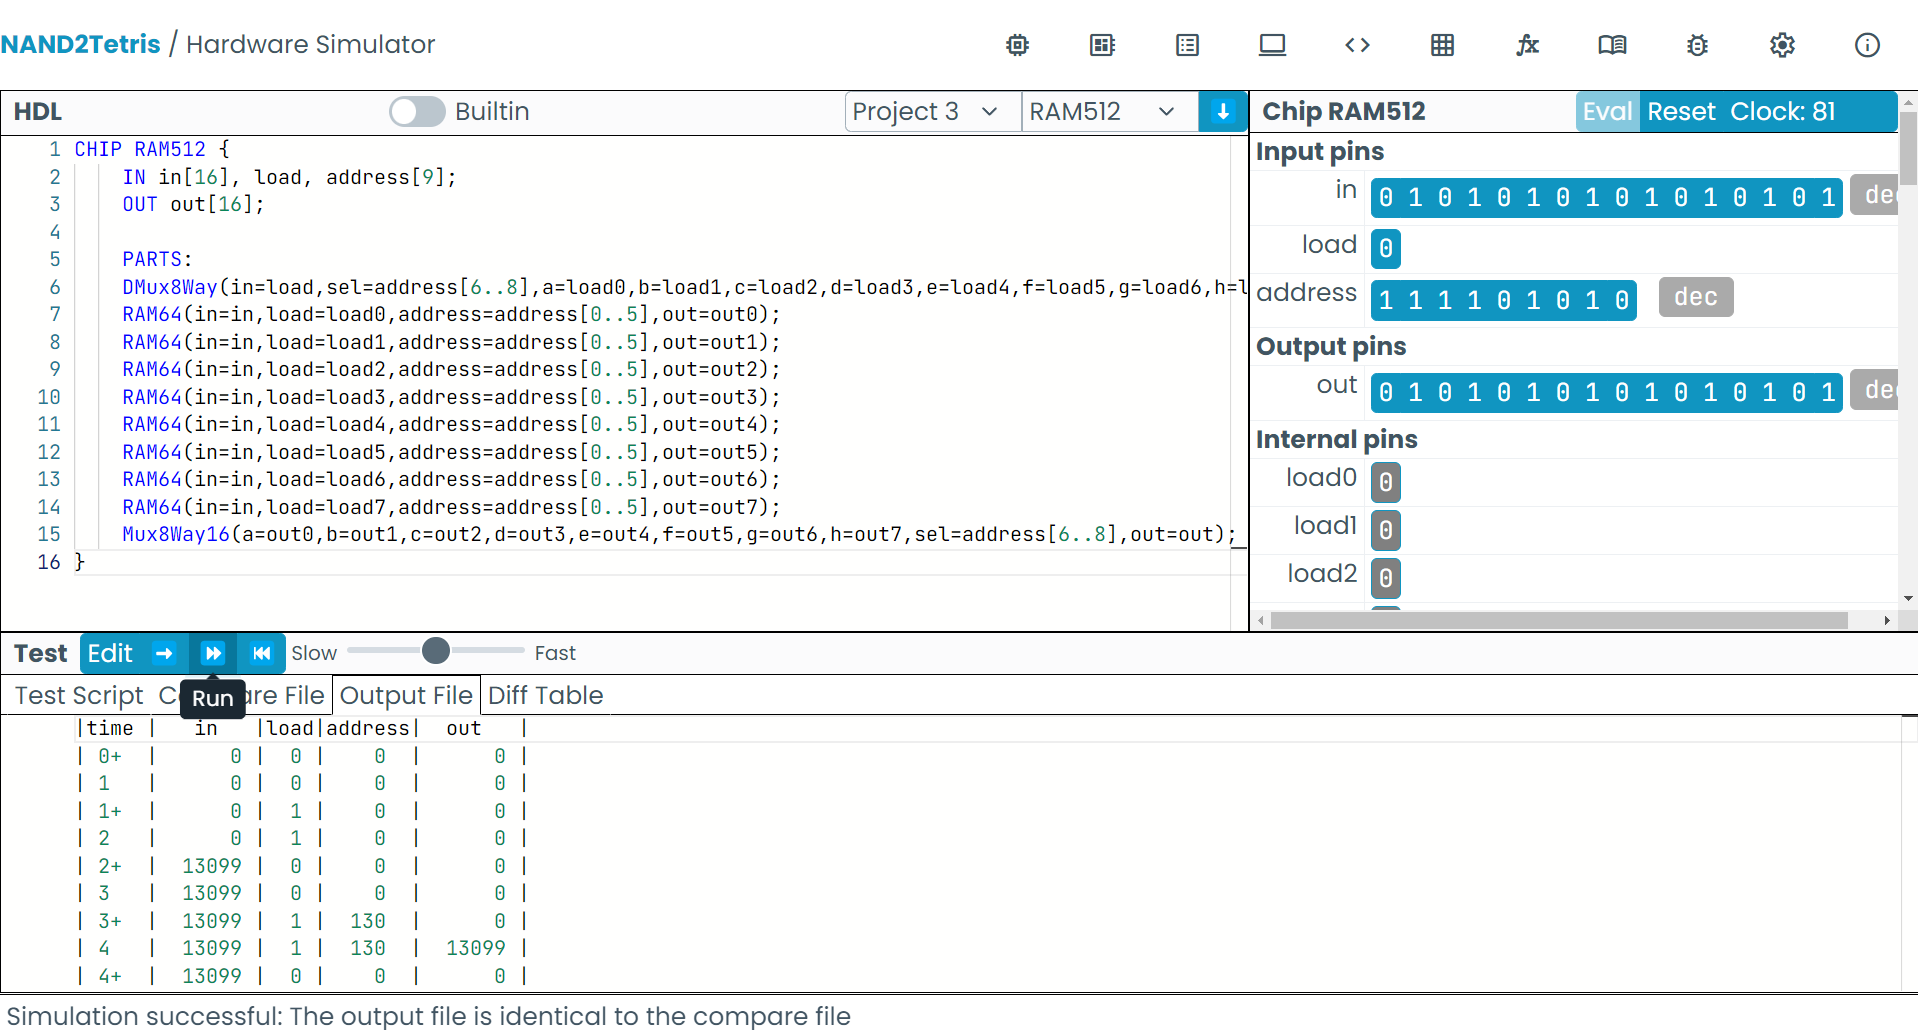 NAND2Tetris / Hardware Simulator
HDL Builtin Project 3 RAM512
1 CHIP RAM512 {
2 IN in[16], load, address[9];
3 OUT out[16];
4
5 PARTS:
6 DMux8Way(in=load,sel=address[6..8],a=load0,b=load1,c=load2,d=load3,e=load4,f=load5,g=load6,h=l
7 RAM64(in=in,load=load0,address=address[0..5],out=out0);
8 RAM64(in=in,load=load1,address=address[0..5],out=out1);
9 RAM64(in=in,load=load2,address=address[0..5],out=out2);
10 RAM64(in=in,load=load3,address=address[0..5],out=out3);
11 RAM64(in=in,load=load4,address=address[0..5],out=out4);
12 RAM64(in=in,load=load5,address=address[0..5],out=out5);
13 RAM64(in=in,load=load6,address=address[0..5],out=out6);
14 RAM64(in=in,load=load7,address=address[0..5],out=out7);
15 Mux8Way16(a=out0,b=out1,c=out2,d=out3,e=out4,f=out5,g=out6,h=out7,sel=address[6..8],out=out);
16 }
Chip RAM512 Eval Reset Clock: 81
Input pins
in 0 1 0 1 0 1 0 1 0 1 0 1 0 1 0 1 dec
load 0
address 1 1 1 1 0 1 0 1 0 dec
Output pins
out 0 1 0 1 0 1 0 1 0 1 0 1 0 1 0 1 dec
Internal pins
load0 0
load1 0
load2 0
Test Edit Slow Fast
Test Script Run Output File Diff Table
|time | in |load|address| out |
| 0+ | 0 | 0 | 0 | 0 |
| 1 | 0 | 0 | 0 | 0 |
| 1+ | 0 | 1 | 0 | 0 |
| 2 | 0 | 1 | 0 | 0 |
| 2+ | 13099 | 0 | 0 | 0 |
| 3 | 13099 | 0 | 0 | 0 |
| 3+ | 13099 | 1 | 130 | 0 |
| 4 | 13099 | 1 | 130 | 13099 |
| 4+ | 13099 | 0 | 0 | 0 |
Simulation successful: The output file is identical to the compare file